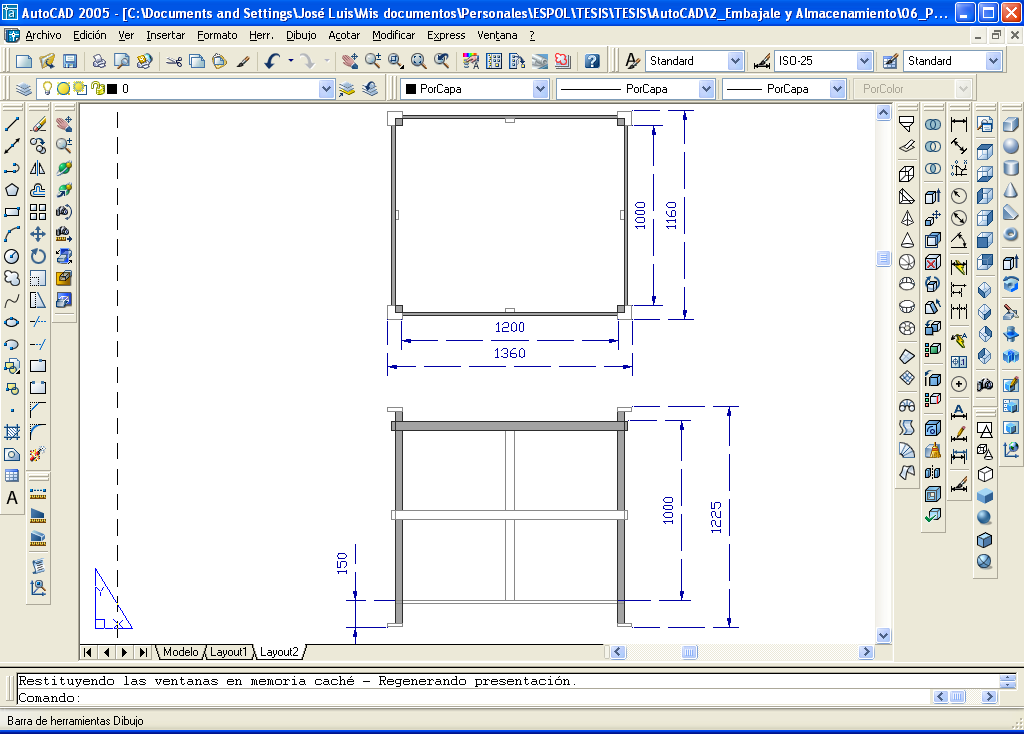 AutoCAD 2005 - [C:\Documents and Settings\José Luis\Mis documentos\Personales\ESPOL\TESIS\TESIS\AutoCAD\2_Embajale y Almacenamiento\06_P...
Archivo Edición Ver Insertar Formato Herr. Dibujo Acotar Modificar Express Ventana ?
Standard ISO-25 Standard
0 PorCapa PorCapa PorCapa PorColor
1000
1160
1200
1360
1000
1225
150
Y
X
A
Modelo Layout1 Layout2
Restituyendo las ventanas en memoria caché - Regenerando presentación.
Comando:
Barra de herramientas Dibujo